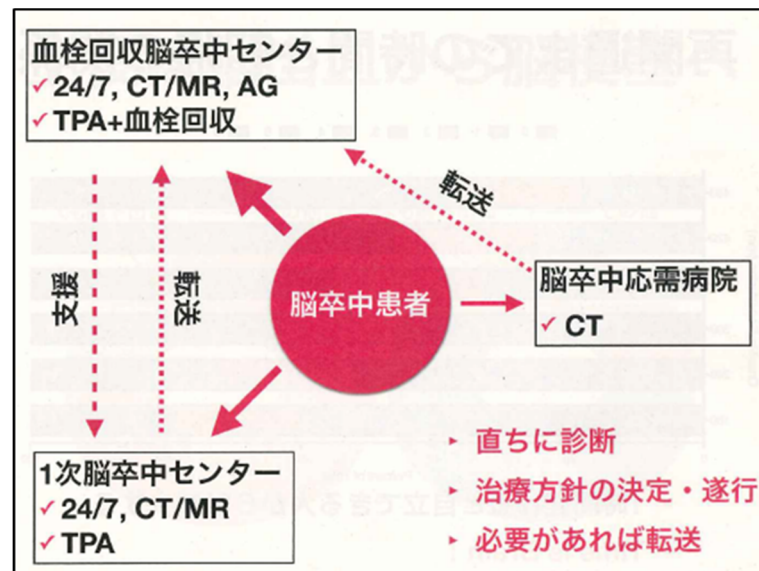 血栓回収脳卒中センター
✓ 24/7, CT/MR, AG
✓ TPA+血栓回収
転送
支援
転送
脳卒中患者
脳卒中応需病院
✓ CT
1次脳卒中センター
✓ 24/7, CT/MR
✓ TPA
▸ 直ちに診断
▸ 治療方針の決定・遂行
▸ 必要があれば転送